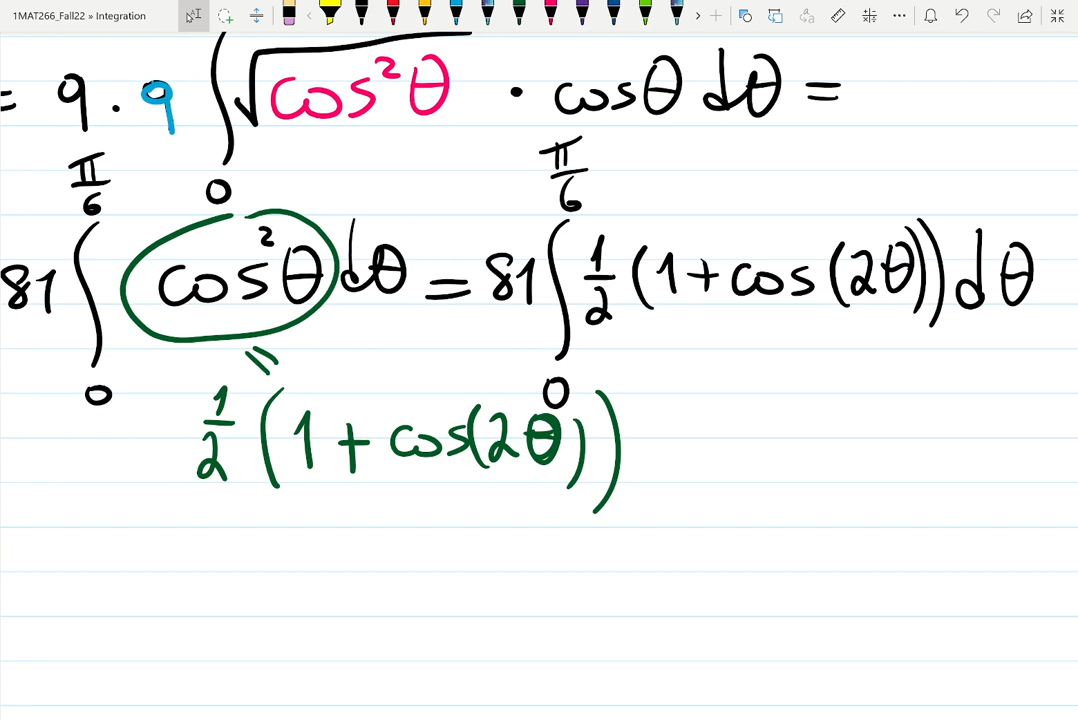 1MAT266_Fall22 » Integration
= 9 · 9 ∫₀ √cos²θ · cosθ dθ =
81 ∫₀^(π/6) cos²θ dθ = 81 ∫₀^(π/6) 1/2 (1 + cos(2θ)) dθ
=
1/2 (1 + cos(2θ))